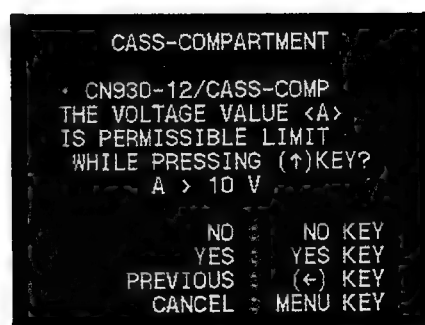 CASS-COMPARTMENT
CN930-12/CASS-COMP
THE VOLTAGE VALUE <A>
IS PERMISSIBLE LIMIT
WHILE PRESSING (↑)KEY?
A > 10 V
NO : NO KEY
YES : YES KEY
PREVIOUS : (←) KEY
CANCEL : MENU KEY